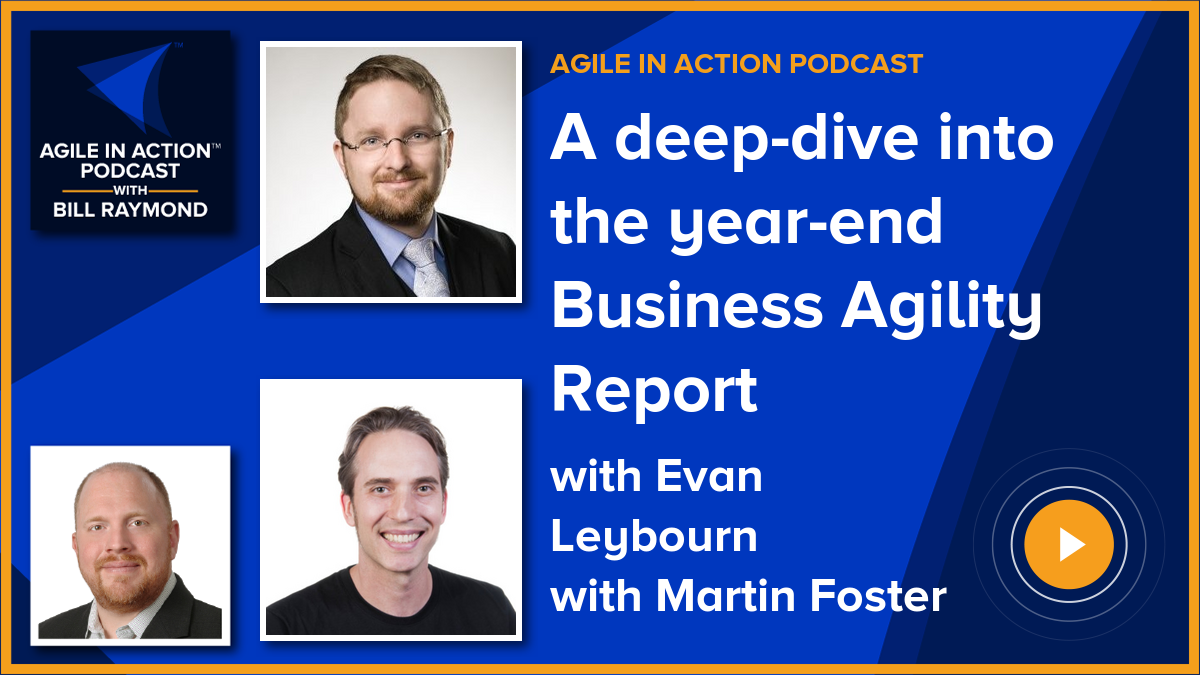 AGILE IN ACTION™
PODCAST
WITH
BILL RAYMOND
AGILE IN ACTION PODCAST
A deep-dive into
the year-end
Business Agility
Report
with Evan
Leybourn
with Martin Foster